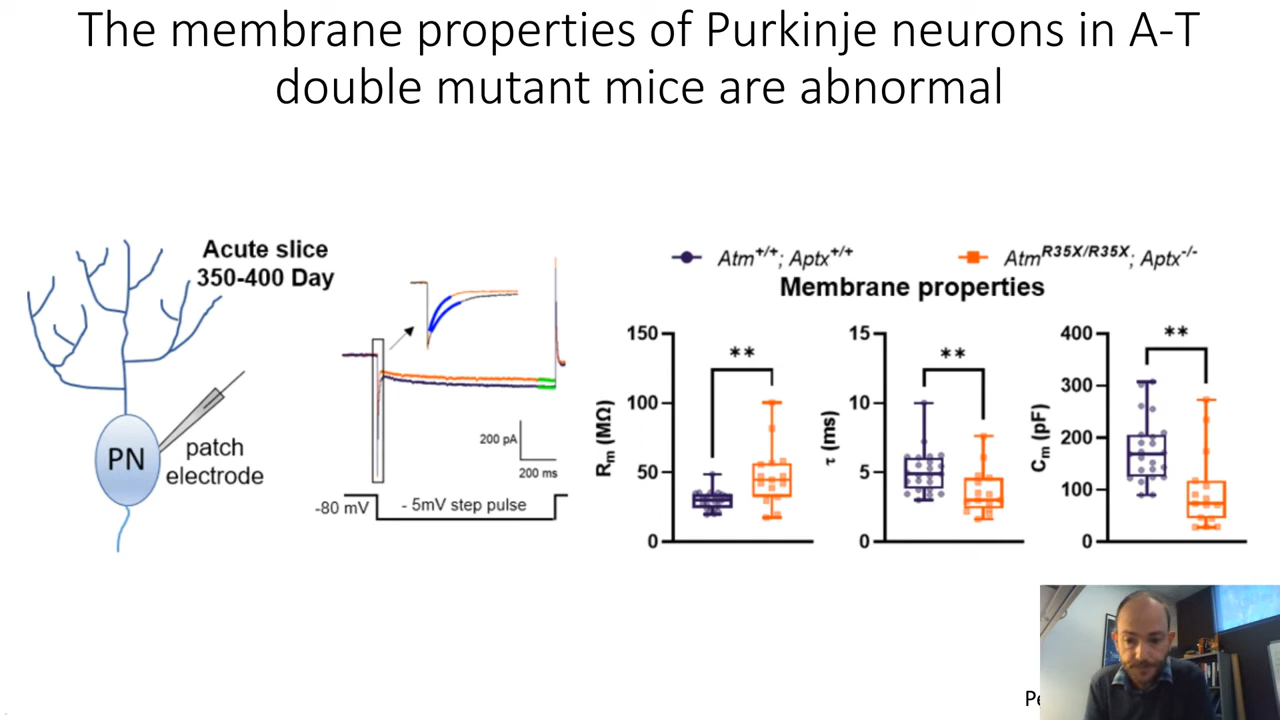 The membrane properties of Purkinje neurons in A-T
double mutant mice are abnormal
Acute slice
350-400 Day
PN
patch
electrode
200 pA
200 ms
-80 mV
- 5mV step pulse
Atm+/+; Aptx+/+
AtmR35X/R35X; Aptx-/-
Membrane properties
Rm (MΩ)
150
100
50
0
**
τ (ms)
15
10
5
0
**
Cm (pF)
400
300
200
100
0
**